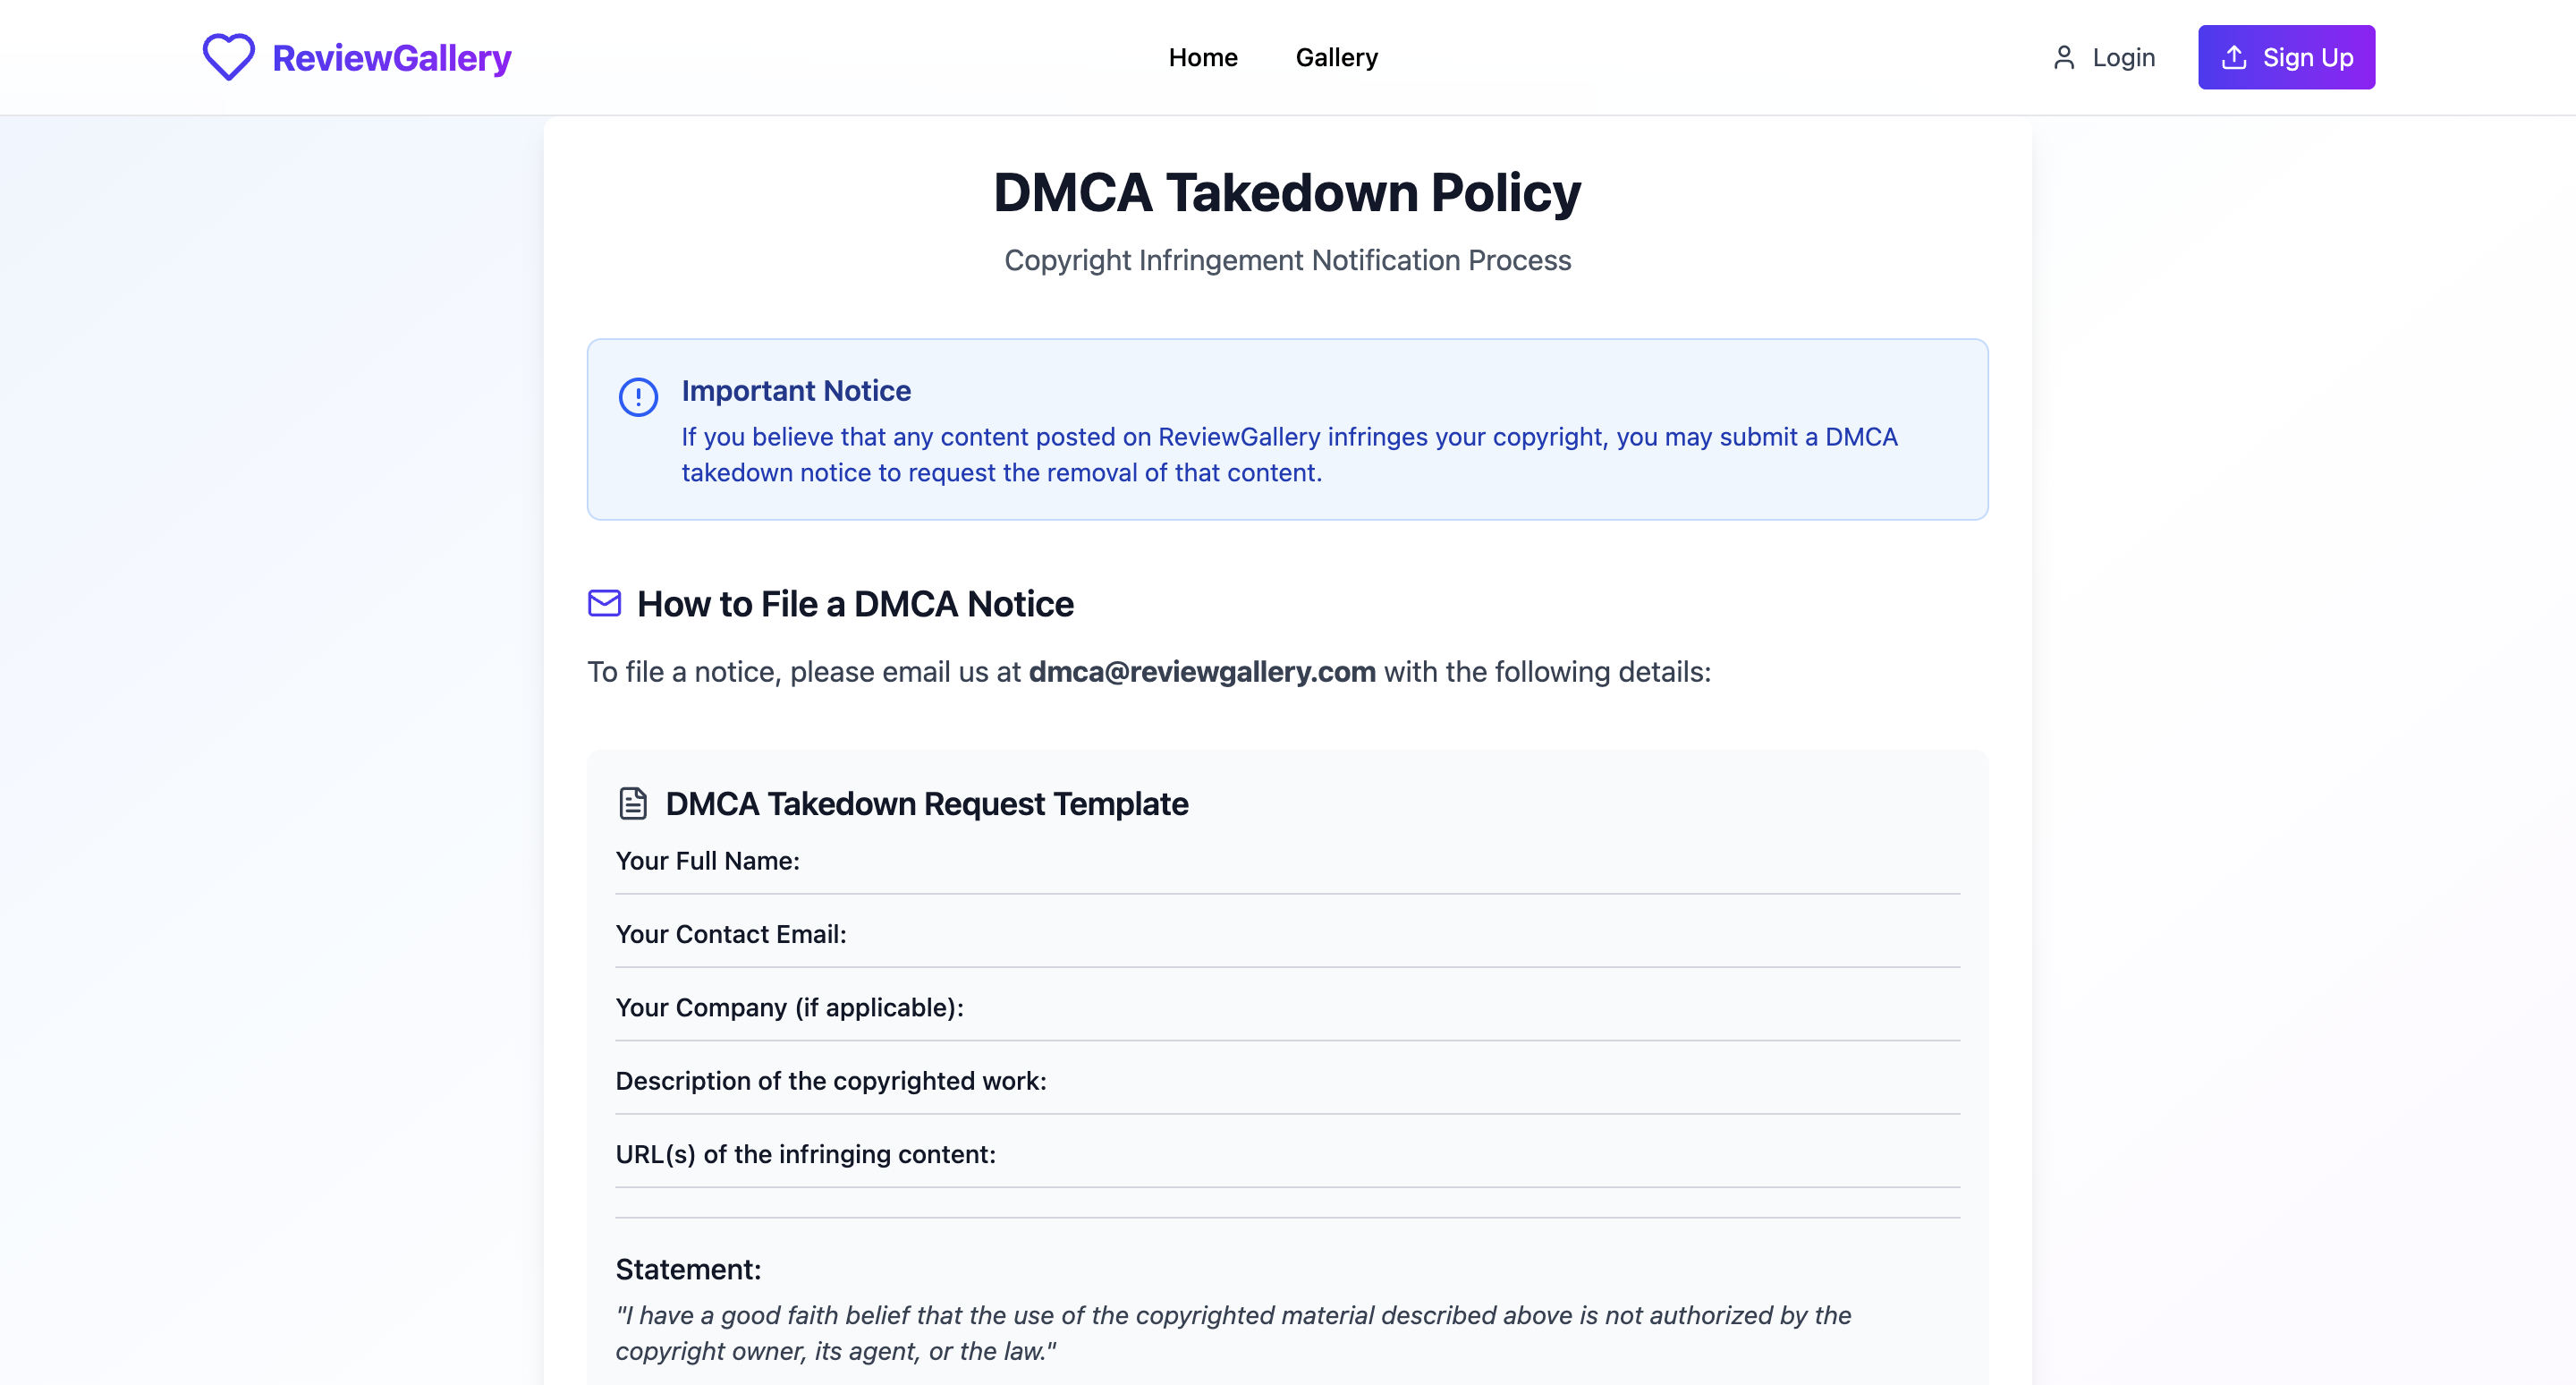 ReviewGallery
Home
Gallery
Login
Sign Up
DMCA Takedown Policy
Copyright Infringement Notification Process
Important Notice
If you believe that any content posted on ReviewGallery infringes your copyright, you may submit a DMCA
takedown notice to request the removal of that content.
How to File a DMCA Notice
To file a notice, please email us at dmca@reviewgallery.com with the following details:
DMCA Takedown Request Template
Your Full Name:
Your Contact Email:
Your Company (if applicable):
Description of the copyrighted work:
URL(s) of the infringing content:
Statement:
"I have a good faith belief that the use of the copyrighted material described above is not authorized by the
copyright owner, its agent, or the law."